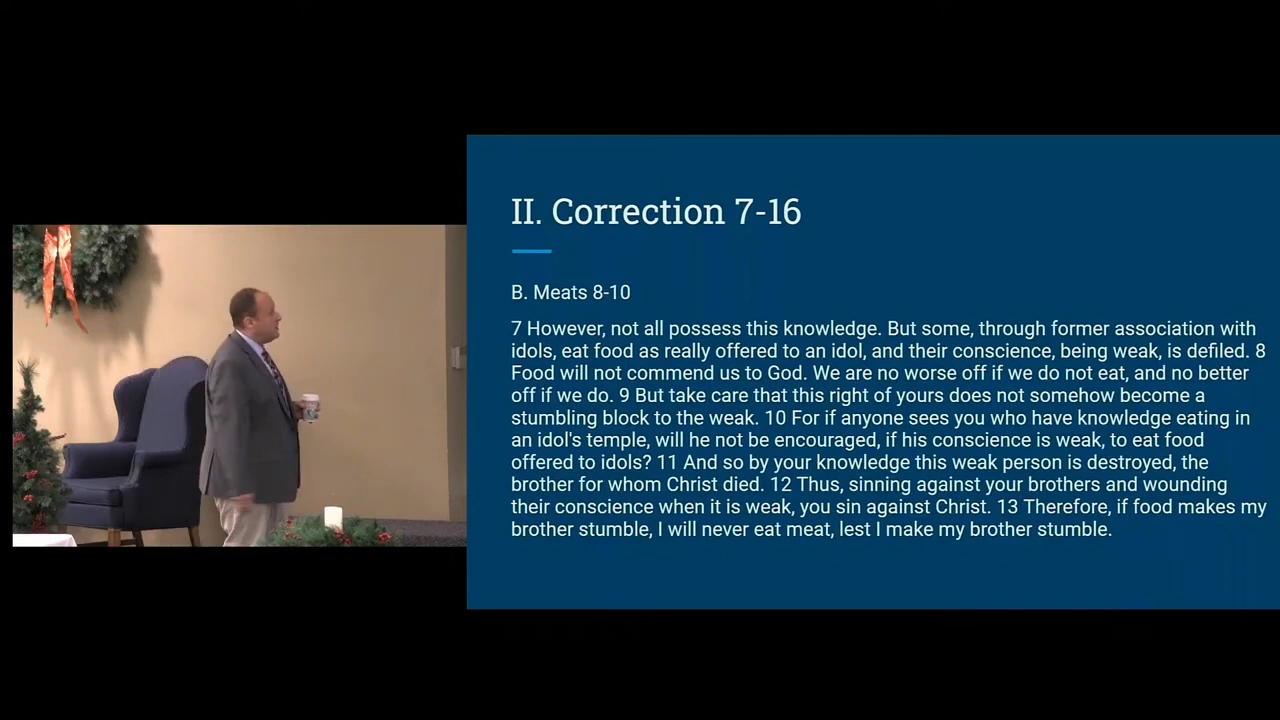 II. Correction 7-16
B. Meats 8-10
7 However, not all possess this knowledge. But some, through former association with
idols, eat food as really offered to an idol, and their conscience, being weak, is defiled. 8
Food will not commend us to God. We are no worse off if we do not eat, and no better
off if we do. 9 But take care that this right of yours does not somehow become a
stumbling block to the weak. 10 For if anyone sees you who have knowledge eating in
an idol's temple, will he not be encouraged, if his conscience is weak, to eat food
offered to idols? 11 And so by your knowledge this weak person is destroyed, the
brother for whom Christ died. 12 Thus, sinning against your brothers and wounding
their conscience when it is weak, you sin against Christ. 13 Therefore, if food makes my
brother stumble, I will never eat meat, lest I make my brother stumble.